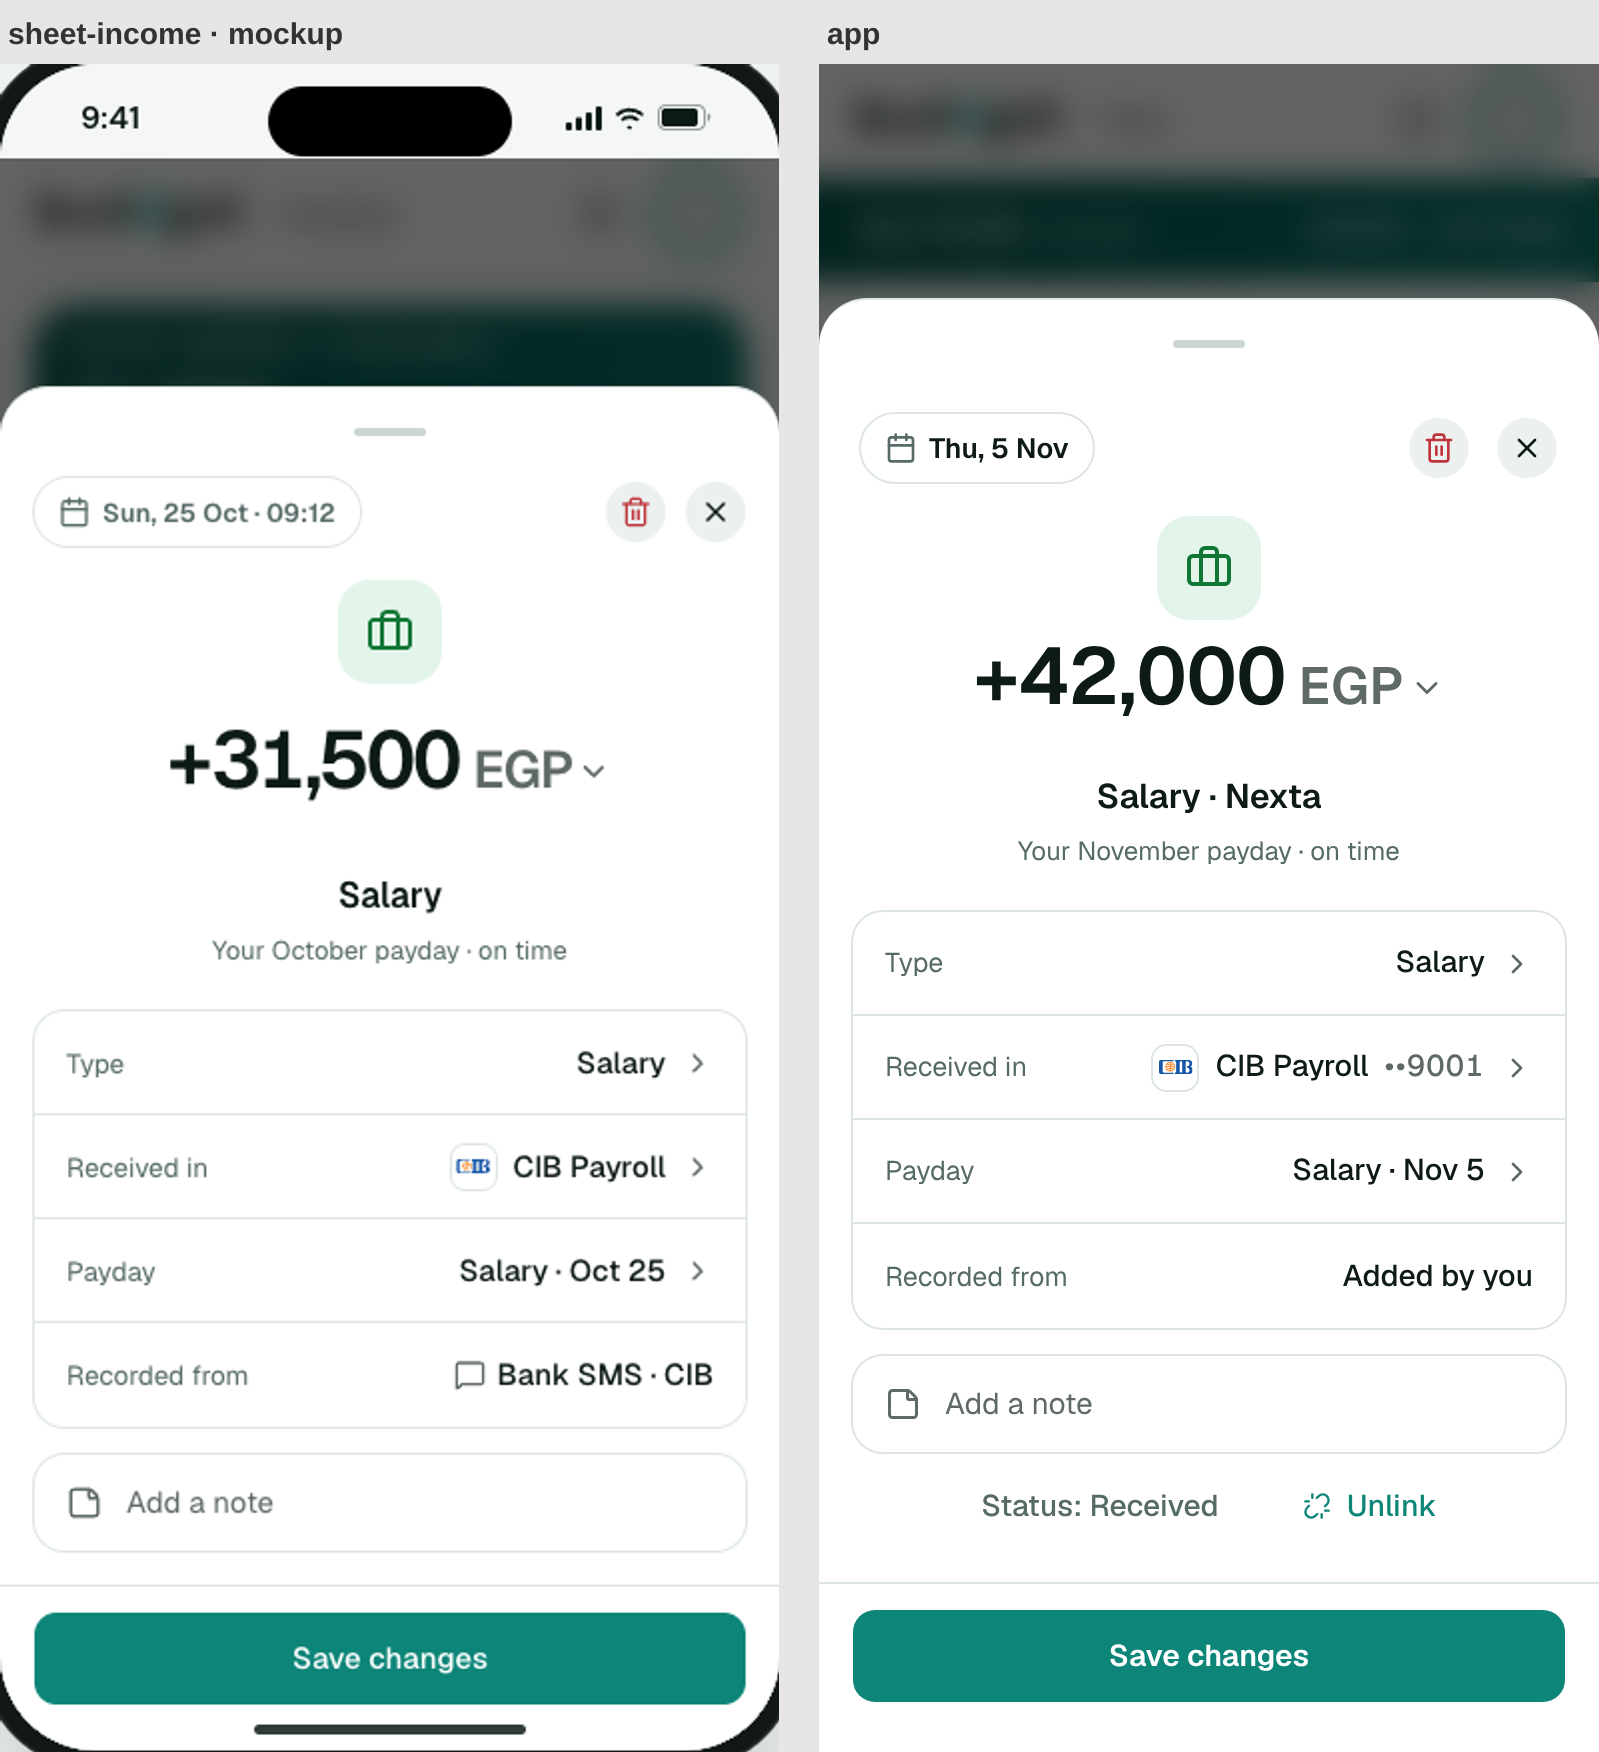 sheet-income · mockup
9:41
Sun, 25 Oct · 09:12
+31,500 EGP
Salary
Your October payday · on time
Type Salary
Received in CIB CIB Payroll
Payday Salary · Oct 25
Recorded from Bank SMS · CIB
Add a note
Save changes
app
Thu, 5 Nov
+42,000 EGP
Salary · Nexta
Your November payday · on time
Type Salary
Received in CIB CIB Payroll ••9001
Payday Salary · Nov 5
Recorded from Added by you
Add a note
Status: Received Unlink
Save changes